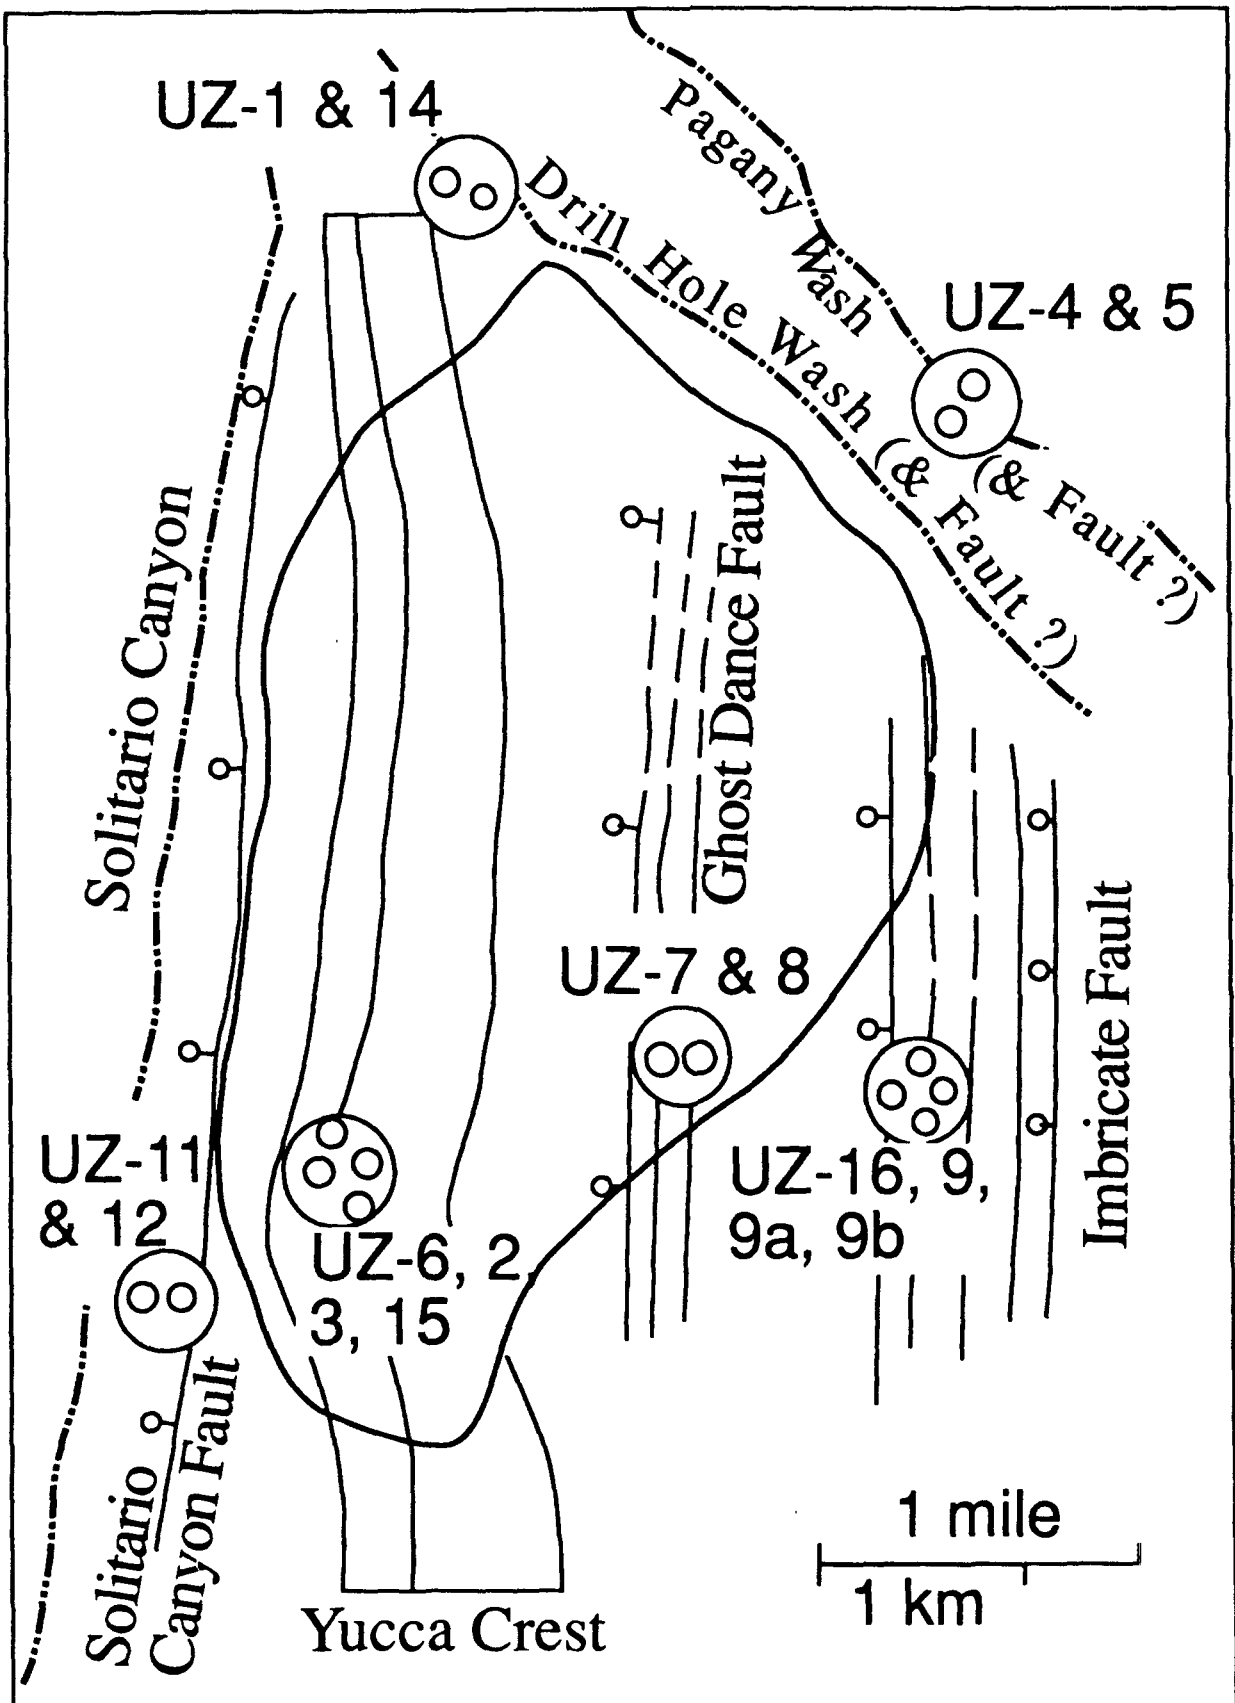 UZ-1 & 14
Pagany Wash
(& Fault ?)
Drill Hole Wash (& Fault ?)
UZ-4 & 5
Solitario Canyon
Ghost Dance Fault
UZ-7 & 8
Imbricate Fault
UZ-11
& 12
UZ-16, 9,
9a, 9b
UZ-6, 2,
3, 15
Solitario
Canyon Fault
1 mile
1 km
Yucca Crest